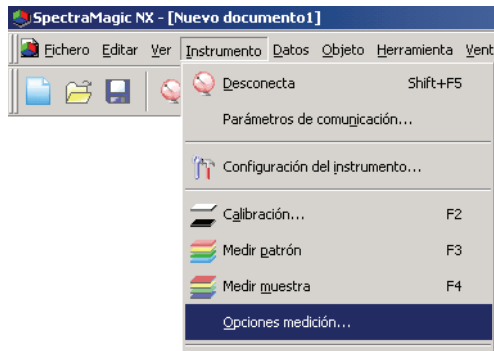 SpectraMagic NX - [Nuevo documento1]
Fichero Editar Ver Instrumento Datos Objeto Herramienta Vent
Desconecta Shift+F5
Parámetros de comunicación...
Configuración del instrumento...
Calibración... F2
Medir patrón F3
Medir muestra F4
Opciones medición...